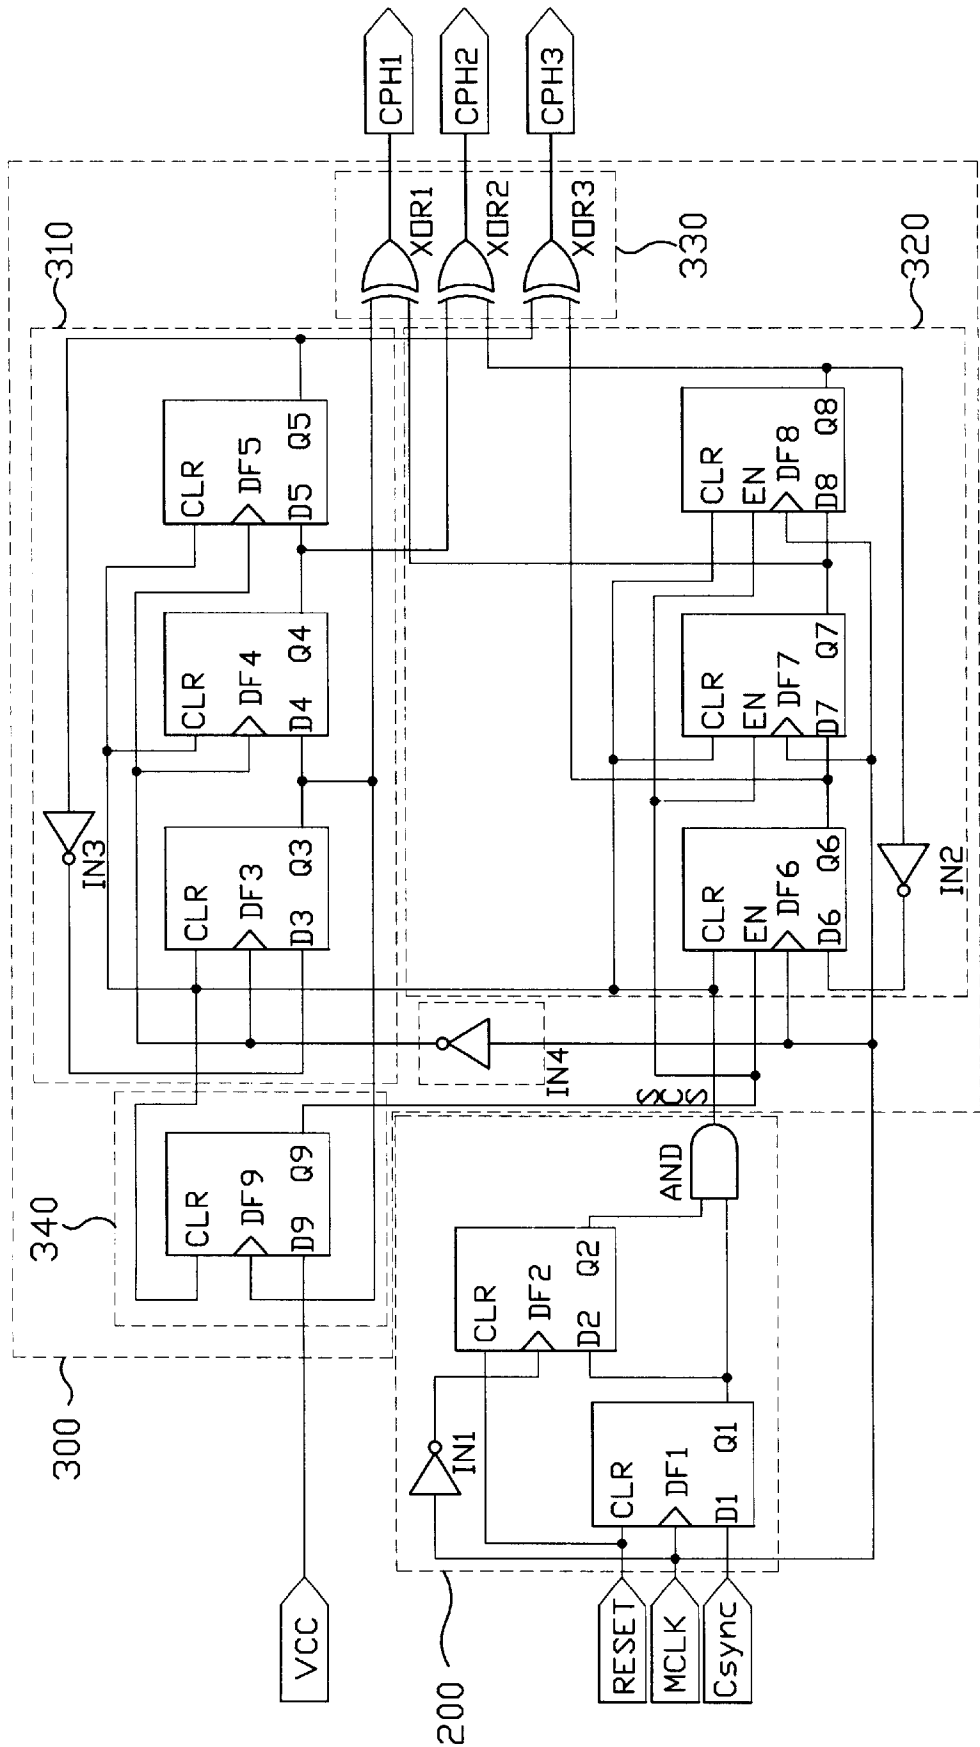 CPH1
CPH2
CPH3
310
XOR1
XOR2
XOR3
330
320
CLR
DF5
D5
Q5
CLR
DF4
D4
Q4
IN3
CLR
DF3
D3
Q3
CLR
EN
DF8
D8
Q8
CLR
EN
DF7
D7
Q7
CLR
EN
DF6
D6
Q6
IN2
IN4
SCS
340
CLR
DF9
D9
Q9
AND
300
CLR
DF2
D2
Q2
IN1
CLR
DF1
D1
Q1
VCC
200
RESET
MCLK
Csync